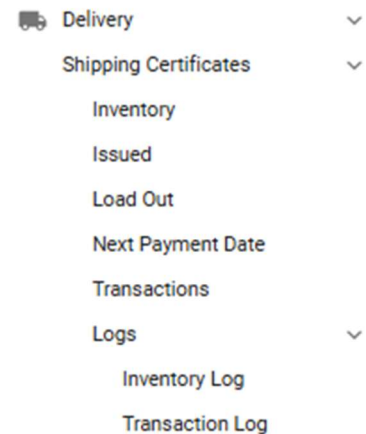 Delivery
Shipping Certificates
Inventory
Issued
Load Out
Next Payment Date
Transactions
Logs
Inventory Log
Transaction Log